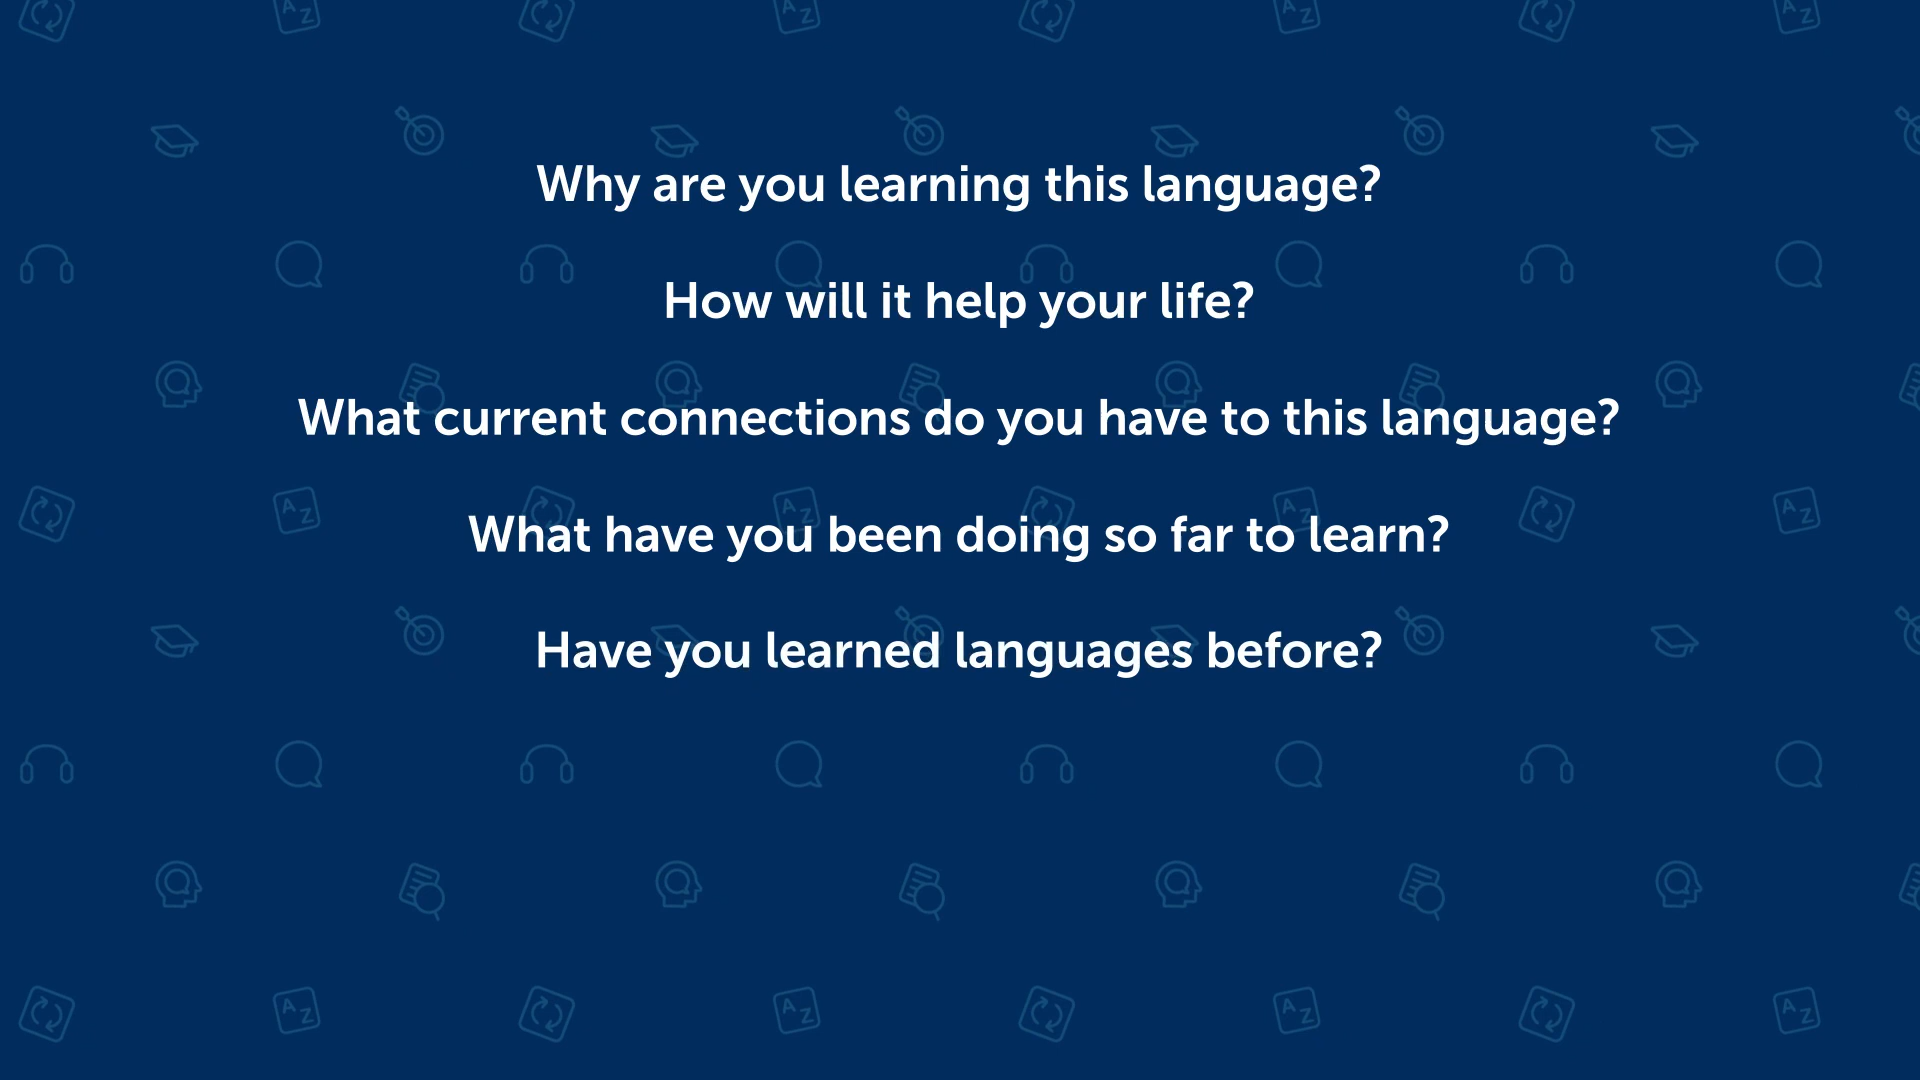 Why are you learning this language?
How will it help your life?
What current connections do you have to this language?
What have you been doing so far to learn?
Have you learned languages before?